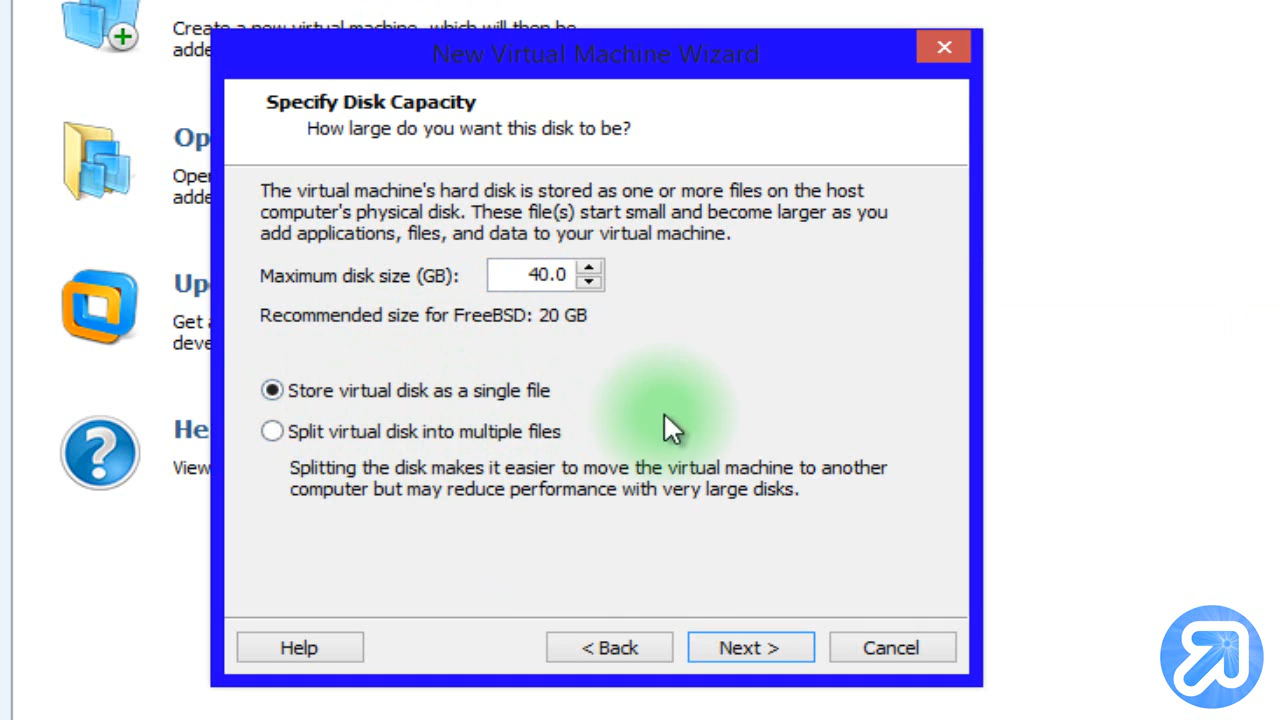 Create a new virtual machine, which will then be
adde
New Virtual Machine Wizard
Specify Disk Capacity
How large do you want this disk to be?
Op
Open
adde
The virtual machine's hard disk is stored as one or more files on the host
computer's physical disk. These file(s) start small and become larger as you
add applications, files, and data to your virtual machine.
Maximum disk size (GB): 40.0
Up
Recommended size for FreeBSD: 20 GB
Get a
deve
Store virtual disk as a single file
He
Split virtual disk into multiple files
View
Splitting the disk makes it easier to move the virtual machine to another
computer but may reduce performance with very large disks.
Help < Back Next > Cancel